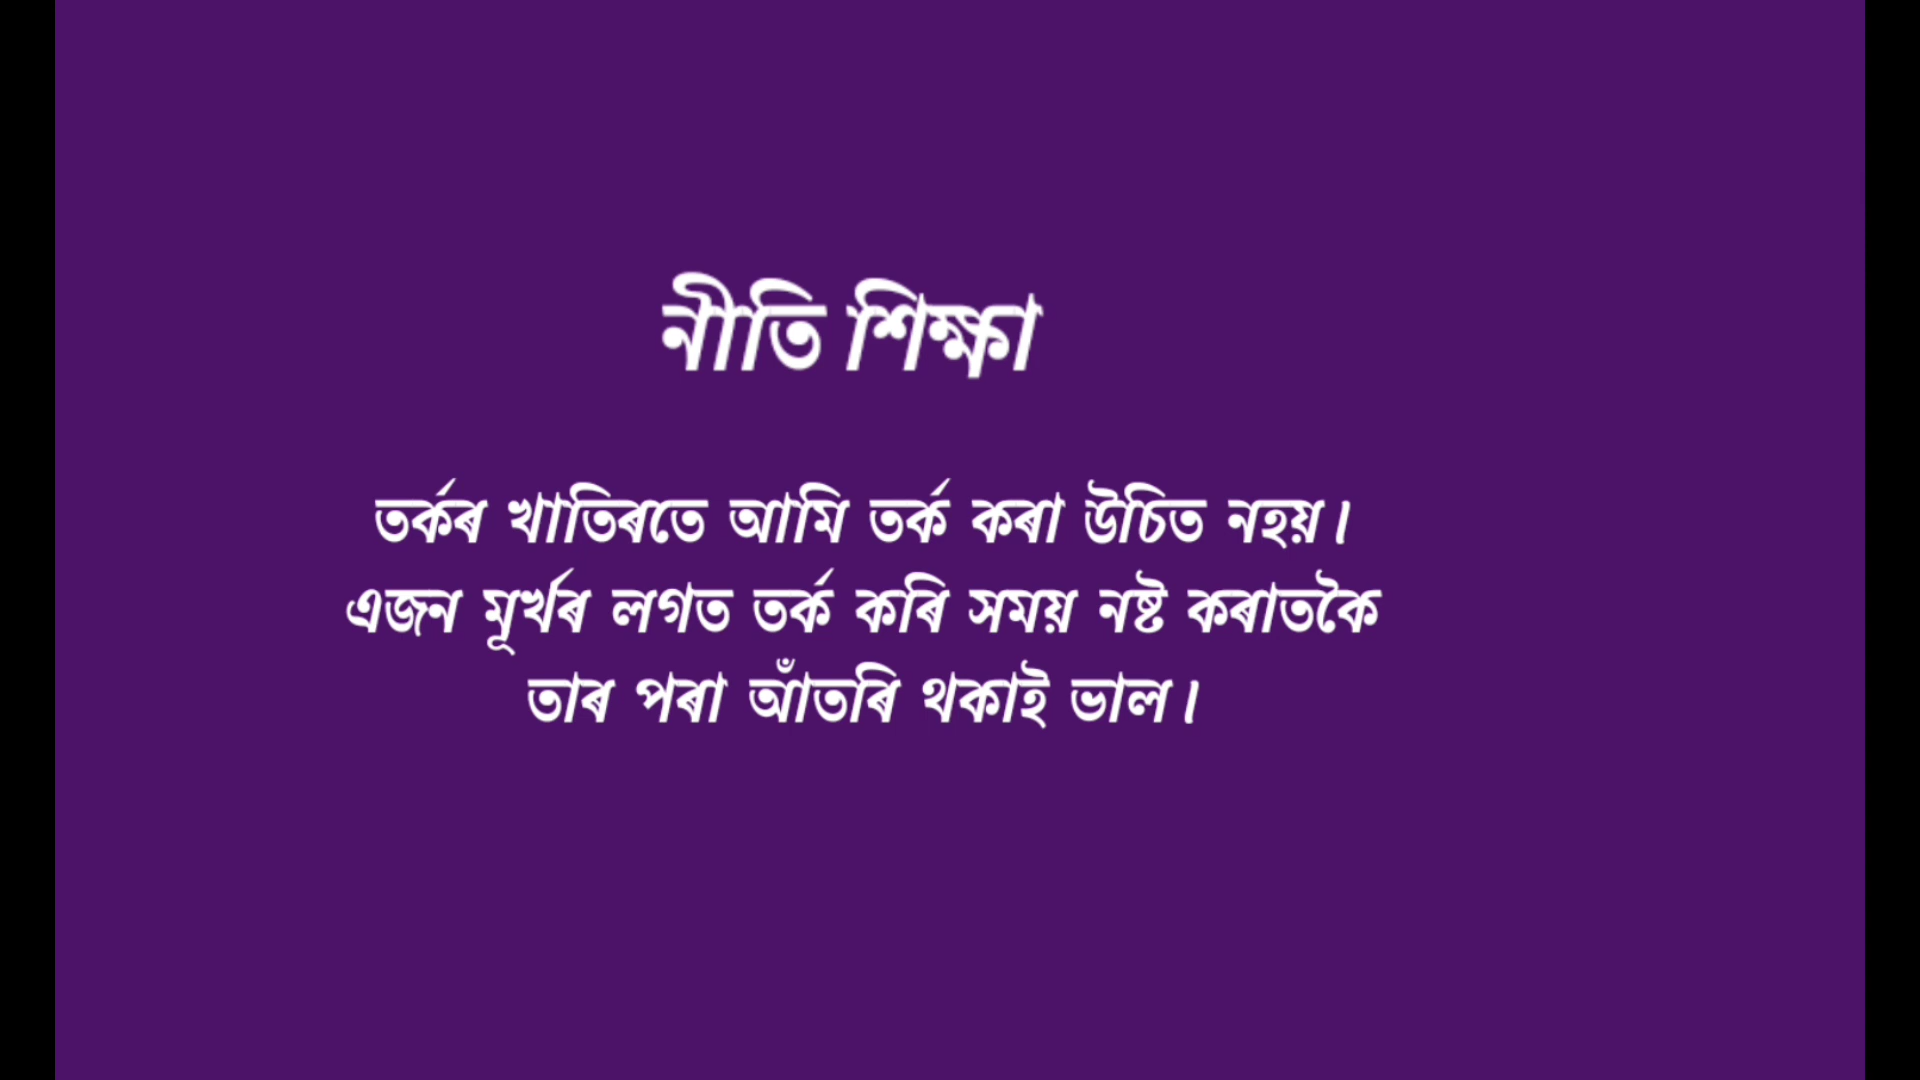 নীতি শিক্ষা
তৰ্কৰ খাতিৰতে আমি তৰ্ক কৰা উচিত নহয়।
এজন মূৰ্খৰ লগত তৰ্ক কৰি সময় নষ্ট কৰাতকৈ
তাৰ পৰা আঁতৰি থকাই ভাল।